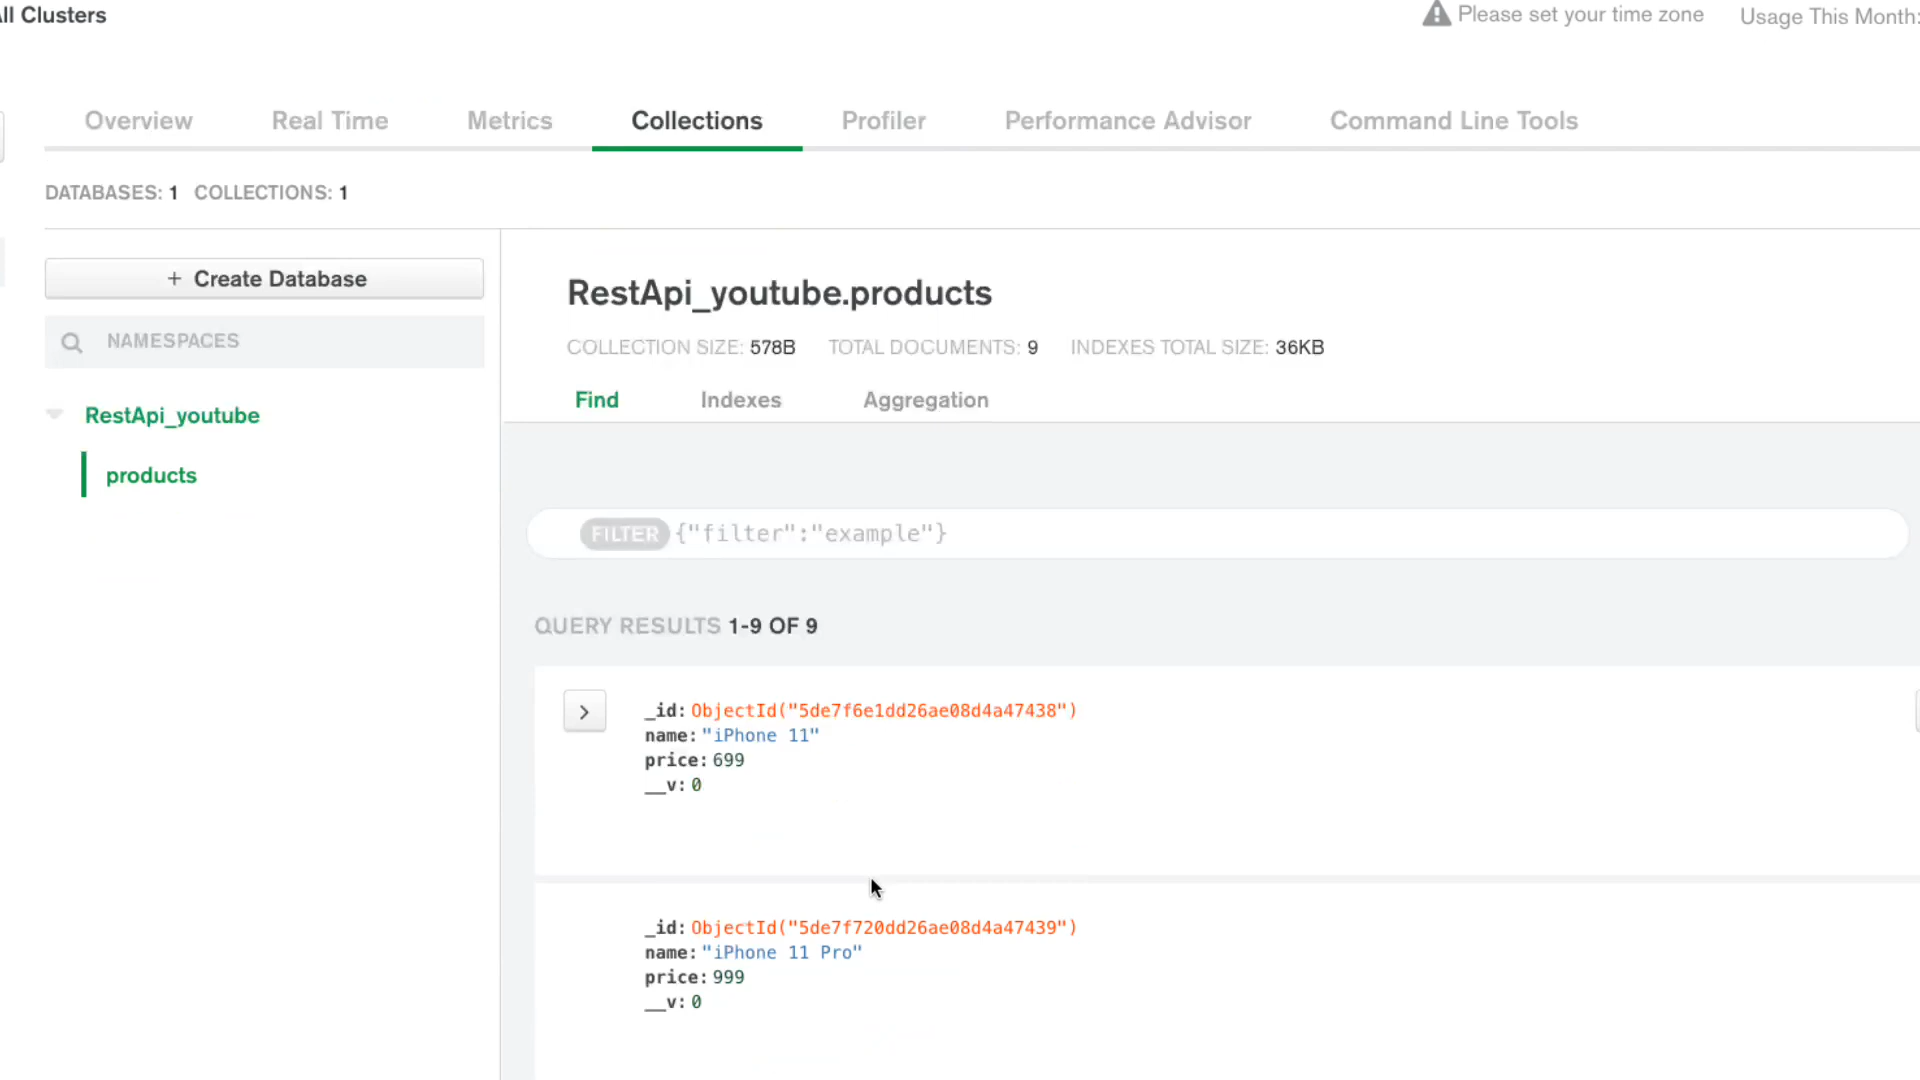 All Clusters
Please set your time zone
Usage This Month:
Overview Real Time Metrics Collections Profiler Performance Advisor Command Line Tools
DATABASES: 1 COLLECTIONS: 1
+ Create Database
NAMESPACES
RestApi_youtube
products
RestApi_youtube.products
COLLECTION SIZE: 578B TOTAL DOCUMENTS: 9 INDEXES TOTAL SIZE: 36KB
Find Indexes Aggregation
FILTER {"filter":"example"}
QUERY RESULTS 1-9 OF 9
_id: ObjectId("5de7f6e1dd26ae08d4a47438")
name: "iPhone 11"
price: 699
__v: 0
_id: ObjectId("5de7f720dd26ae08d4a47439")
name: "iPhone 11 Pro"
price: 999
__v: 0